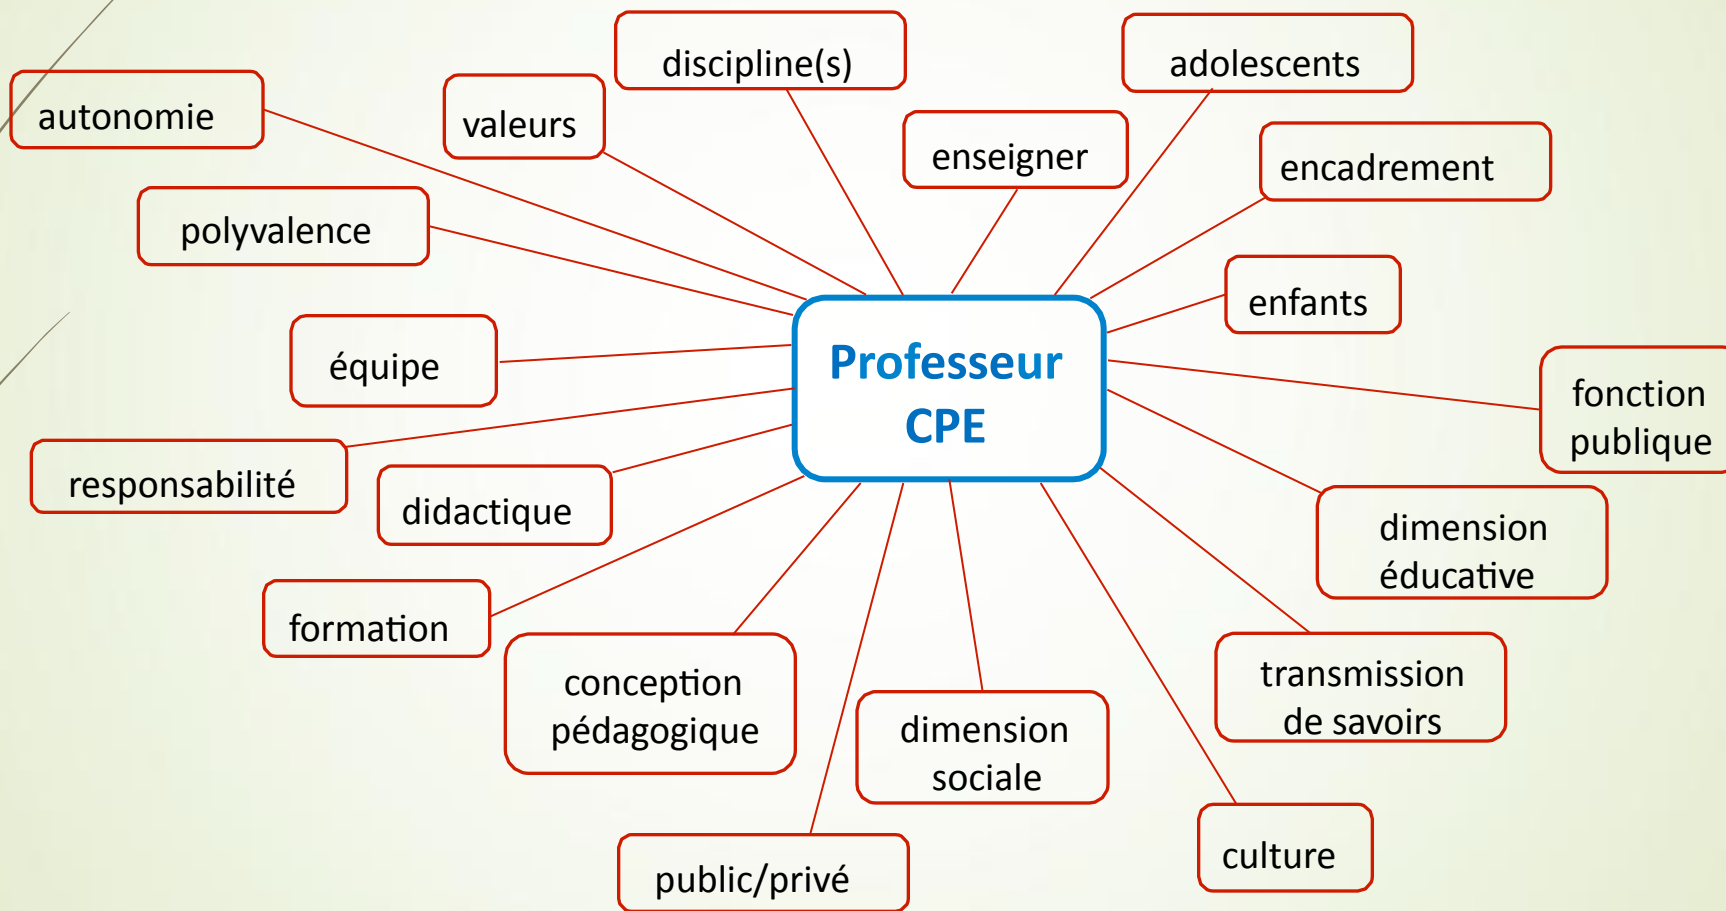 discipline(s)
adolescents
autonomie
valeurs
enseigner
encadrement
polyvalence
enfants
équipe
Professeur
CPE
fonction
publique
responsabilité
didactique
dimension
éducative
formation
conception
pédagogique
dimension
sociale
transmission
de savoirs
public/privé
culture